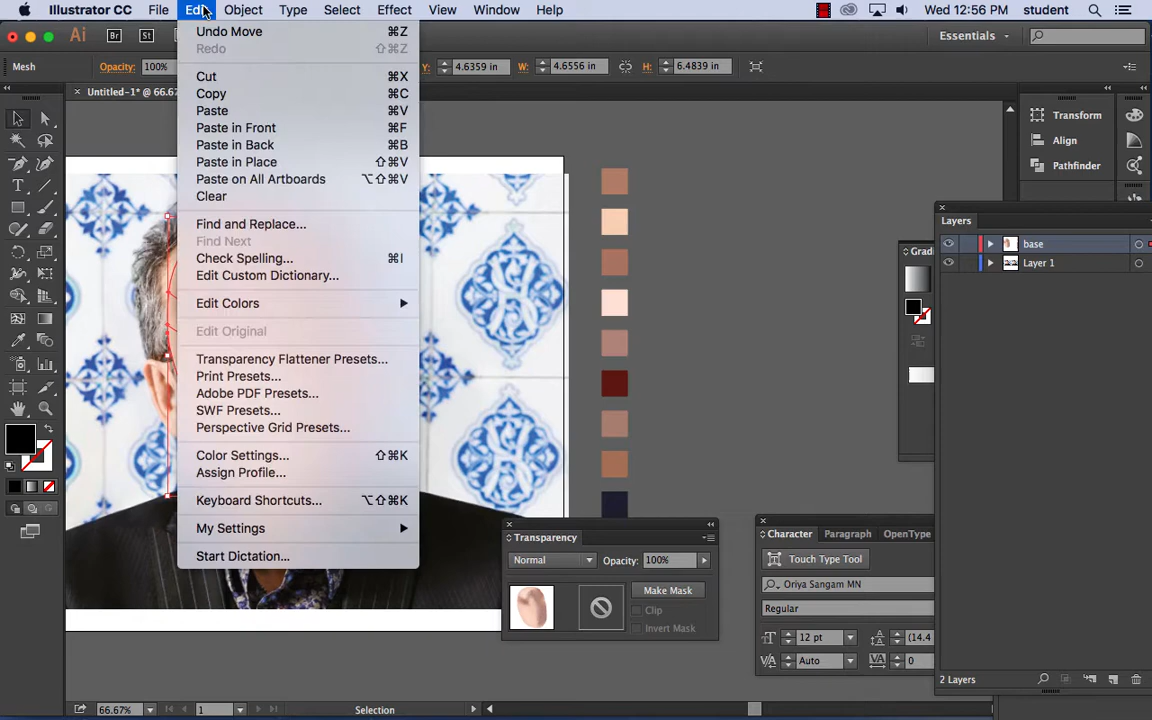 Illustrator CC File Edit Object Type Select Effect View Window Help Wed 12:56 PM student
Ai Br St Essentials
Mesh Opacity: 100% Y: 4.6359 in W: 4.6556 in H: 6.4839 in
× Untitled-1* @ 66.67
Undo Move ⌘Z
Redo ⇧⌘Z
Cut ⌘X
Copy ⌘C
Paste ⌘V
Paste in Front ⌘F
Paste in Back ⌘B
Paste in Place ⇧⌘V
Paste on All Artboards ⌥⇧⌘V
Clear
Find and Replace...
Find Next
Check Spelling... ⌘I
Edit Custom Dictionary...
Edit Colors
Edit Original
Transparency Flattener Presets...
Print Presets...
Adobe PDF Presets...
SWF Presets...
Perspective Grid Presets...
Color Settings... ⇧⌘K
Assign Profile...
Keyboard Shortcuts... ⌥⇧⌘K
My Settings
Start Dictation...
Transform
Align
Pathfinder
Layers
base
Layer 1
2 Layers
Transparency
Normal Opacity: 100%
Make Mask
Clip
Invert Mask
Character Paragraph OpenType
Touch Type Tool
Oriya Sangam MN
Regular
12 pt (14.4
Auto 0
66.67% 1 Selection